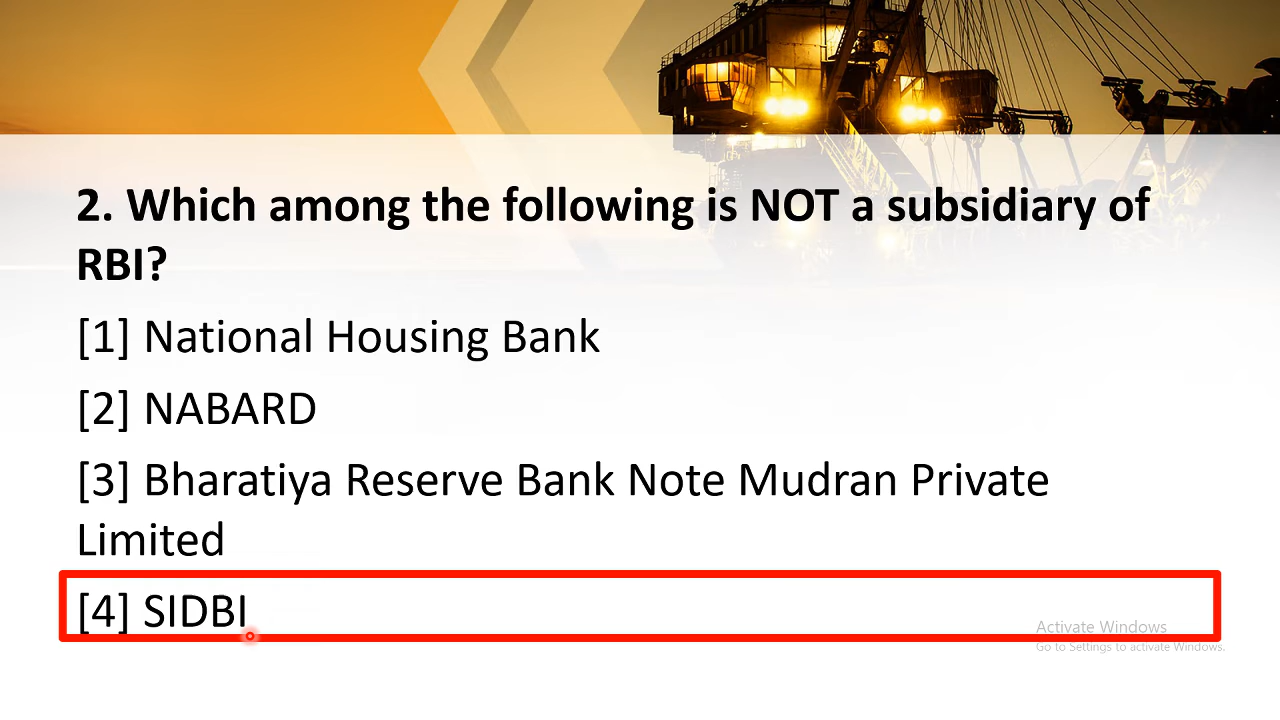 2. Which among the following is NOT a subsidiary of
RBI?
[1] National Housing Bank
[2] NABARD
[3] Bharatiya Reserve Bank Note Mudran Private
Limited
[4] SIDBI
Activate Windows
Go to Settings to activate Windows.